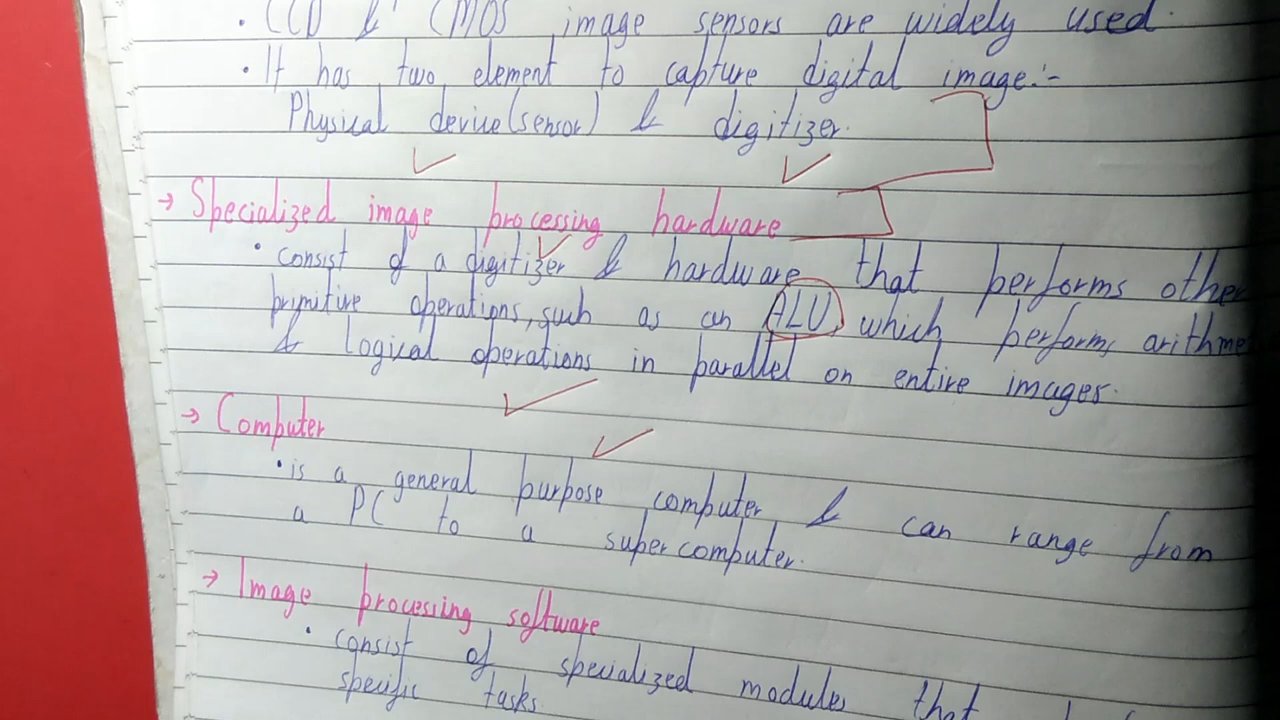 · CCD & CMOS image sensors are widely used.
· It has two element to capture digital image:-
Physical device(sensor) & digitizer.
→ Specialized image processing hardware
· consist of a digitizer & hardware that performs other
primitive operations, such as an ALU, which performs arithme
& logical operations in parallel on entire images.
→ Computer
· is a general purpose computer & can range from
a PC to a super computer.
→ Image processing software
· consist of specialized modules that
specific tasks.